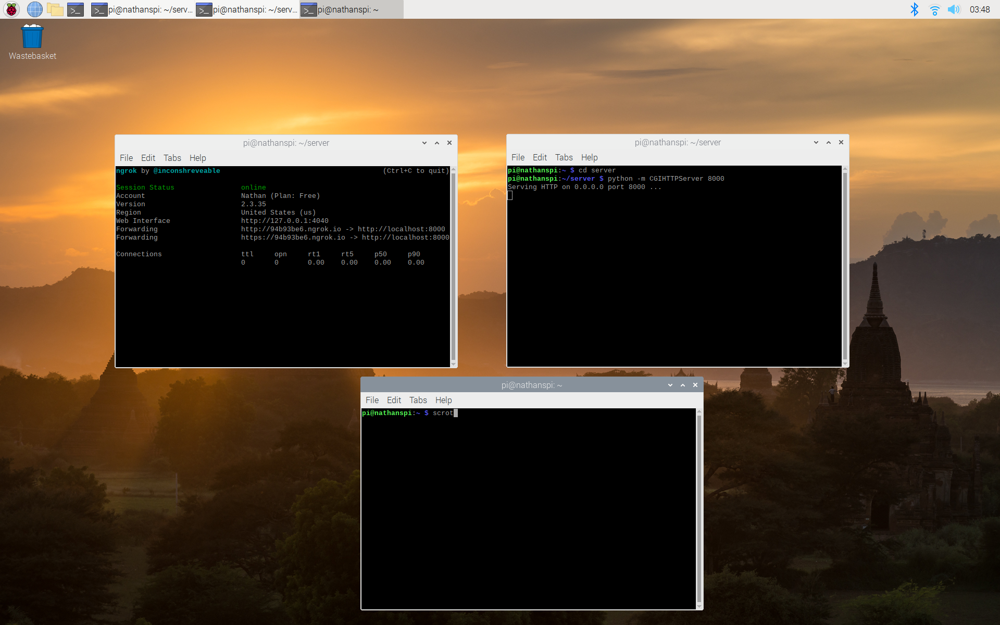 pi@nathanspi: ~/serv...
pi@nathanspi: ~/serv...
pi@nathanspi: ~
03:48
Wastebasket
pi@nathanspi: ~/server
File Edit Tabs Help
ngrok by @inconshreveable (Ctrl+C to quit)
Session Status online
Account Nathan (Plan: Free)
Version 2.3.35
Region United States (us)
Web Interface http://127.0.0.1:4040
Forwarding http://94b93be6.ngrok.io -> http://localhost:8000
Forwarding https://94b93be6.ngrok.io -> http://localhost:8000
Connections ttl opn rt1 rt5 p50 p90
0 0 0.00 0.00 0.00 0.00
pi@nathanspi: ~/server
File Edit Tabs Help
pi@nathanspi:~ $ cd server
pi@nathanspi:~/server $ python -m CGIHTTPServer 8000
Serving HTTP on 0.0.0.0 port 8000 ...
pi@nathanspi: ~
File Edit Tabs Help
pi@nathanspi:~ $ scrot